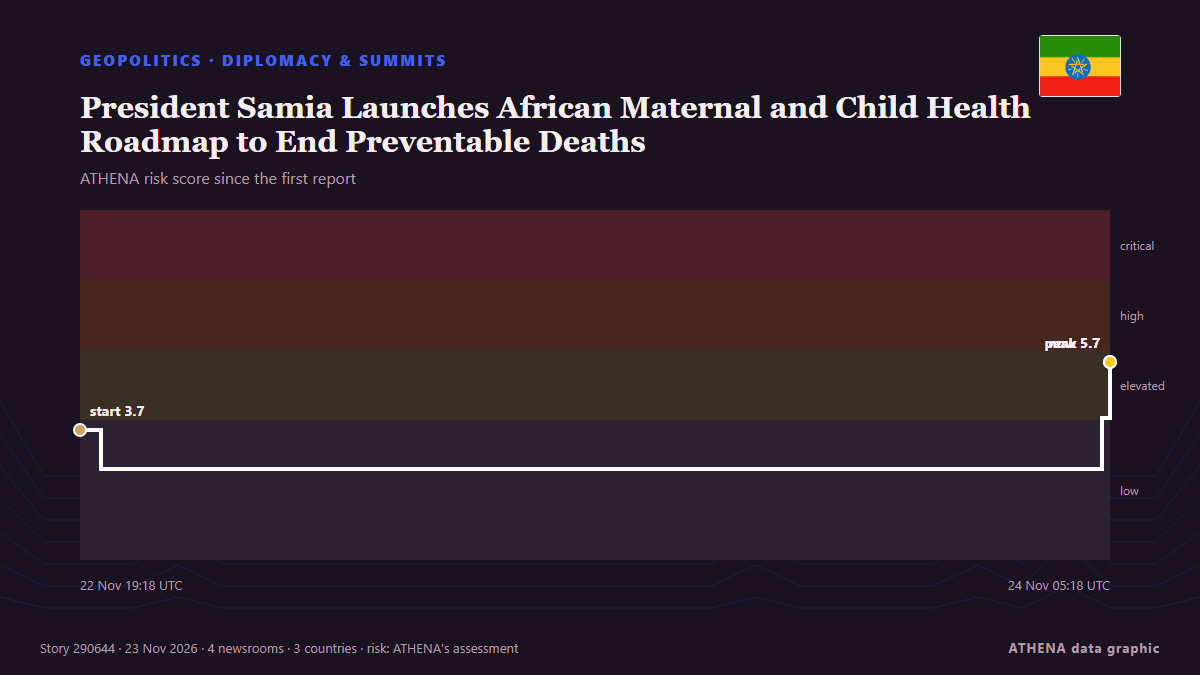 GEOPOLITICS · DIPLOMACY & SUMMITS
President Samia Launches African Maternal and Child Health
Roadmap to End Preventable Deaths
ATHENA risk score since the first report
critical
high
peak 5.7
elevated
start 3.7
low
22 Nov 19:18 UTC
24 Nov 05:18 UTC
Story 290644 · 23 Nov 2026 · 4 newsrooms · 3 countries · risk: ATHENA's assessment
ATHENA data graphic